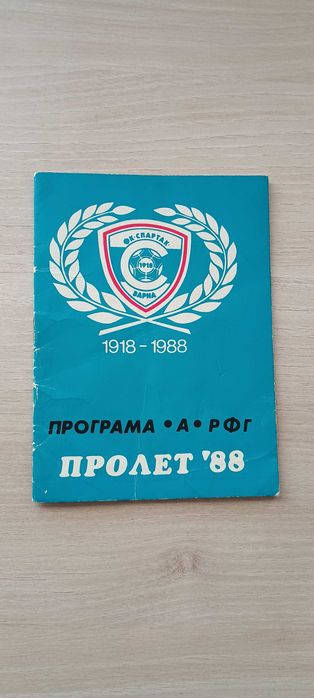 ФК·СПАРТАК·
1918
ВАРНА
1918-1988
ПРОГРАМА •А• РФГ
ПРОЛЕТ '88